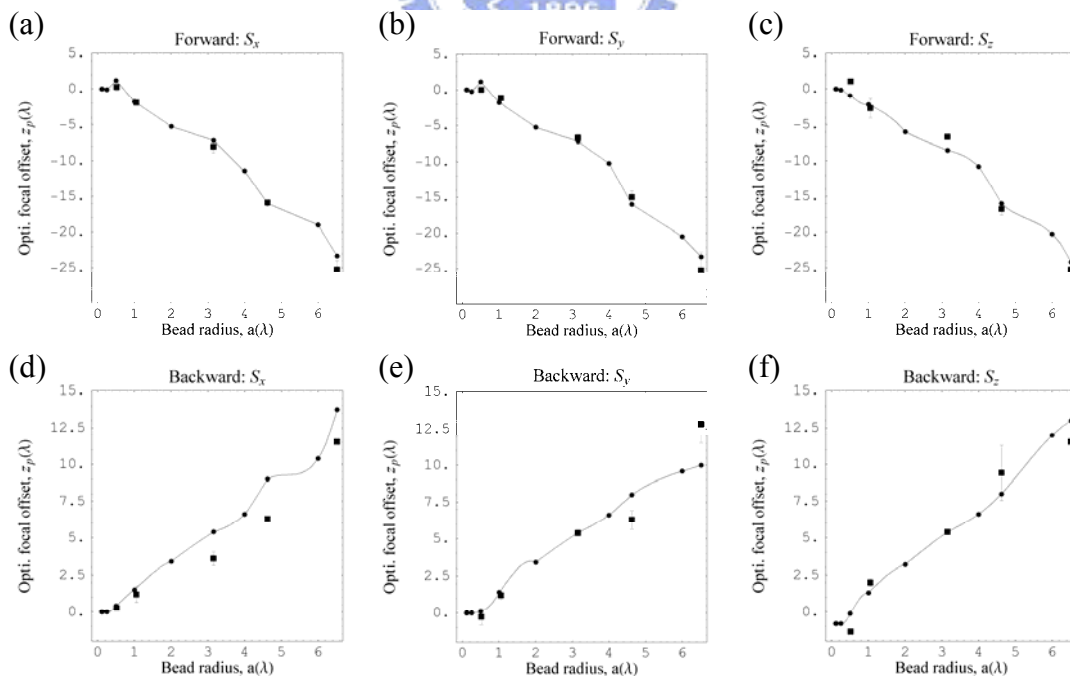 1896
(a)
Forward: Sx
5.
0.
-5.
-10.
-15.
-20.
-25.
Opti. focal offset, zp(λ)
0 1 2 3 4 5 6
Bead radius, a(λ)
(b)
Forward: Sy
5.
0.
-5.
-10.
-15.
-20.
-25.
Opti. focal offset, zp(λ)
0 1 2 3 4 5 6
Bead radius, a(λ)
(c)
Forward: Sz
5.
0.
-5.
-10.
-15.
-20.
-25.
Opti. focal offset, zp(λ)
0 1 2 3 4 5 6
Bead radius, a(λ)
(d)
Backward: Sx
15.
12.5
10.
7.5
5.
2.5
0.
Opti. focal offset, zp(λ)
0 1 2 3 4 5 6
Bead radius, a(λ)
(e)
Backward: Sy
15.
12.5
10.
7.5
5.
2.5
0.
Opti. focal offset, zp(λ)
0 1 2 3 4 5 6
Bead radius, a(λ)
(f)
Backward: Sz
15.
12.5
10.
7.5
5.
2.5
0.
Opti. focal offset, zp(λ)
0 1 2 3 4 5 6
Bead radius, a(λ)